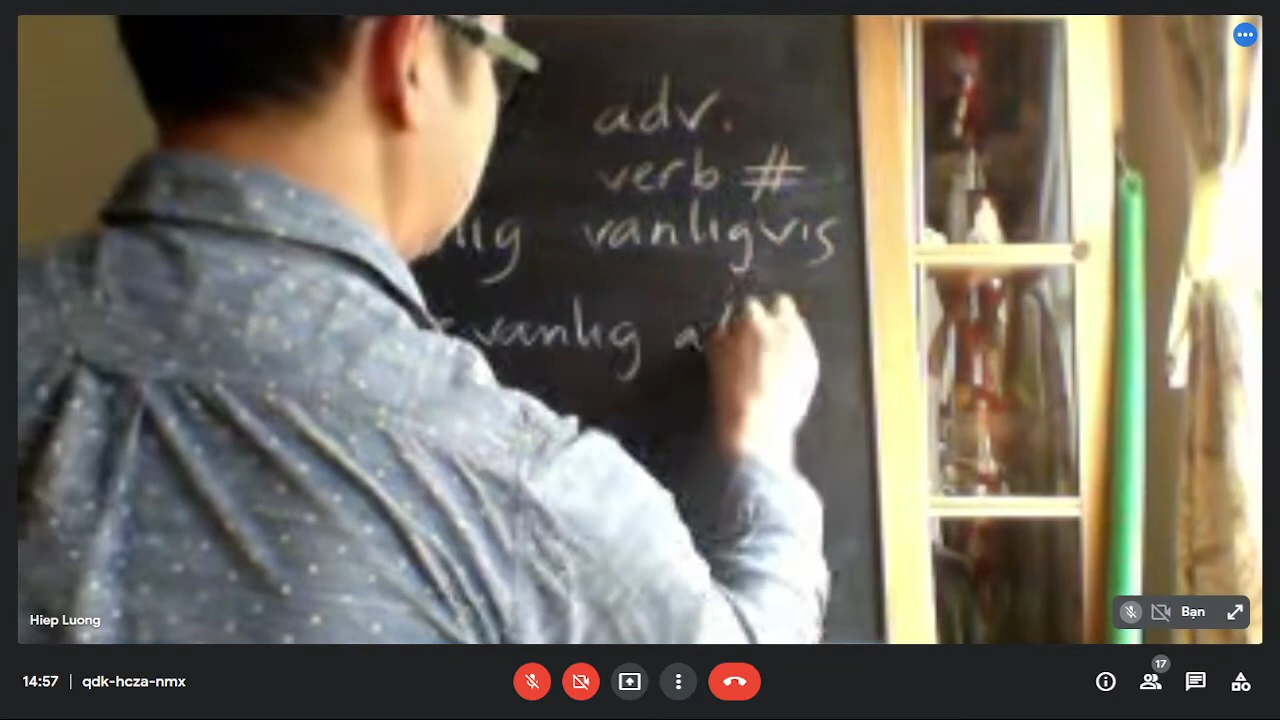 adv.
verb #
vanligvis
vanlig
Hiep Luong
Bạn
14:57 | qdk-hcza-nmx
17